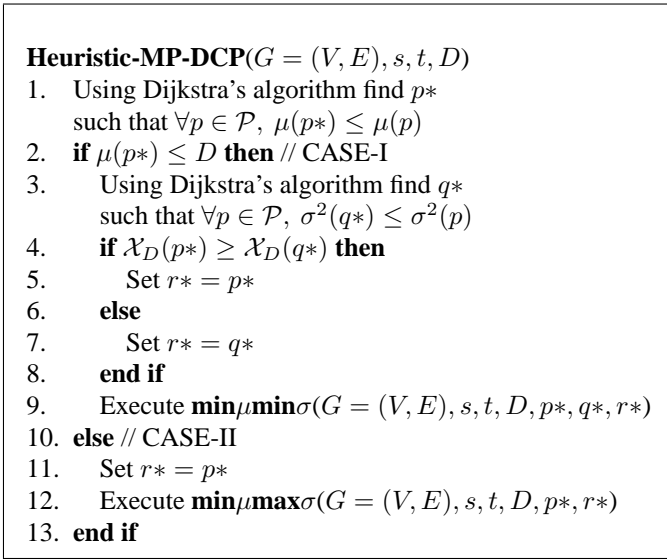 Heuristic-MP-DCP(G = (V, E), s, t, D)
1. Using Dijkstra's algorithm find p∗
such that ∀p ∈ 𝒫, μ(p∗) ≤ μ(p)
2. if μ(p∗) ≤ D then // CASE-I
3. Using Dijkstra's algorithm find q∗
such that ∀p ∈ 𝒫, σ²(q∗) ≤ σ²(p)
4. if 𝒳_D(p∗) ≥ 𝒳_D(q∗) then
5. Set r∗ = p∗
6. else
7. Set r∗ = q∗
8. end if
9. Execute minμminσ(G = (V, E), s, t, D, p∗, q∗, r∗)
10. else // CASE-II
11. Set r∗ = p∗
12. Execute minμmaxσ(G = (V, E), s, t, D, p∗, r∗)
13. end if